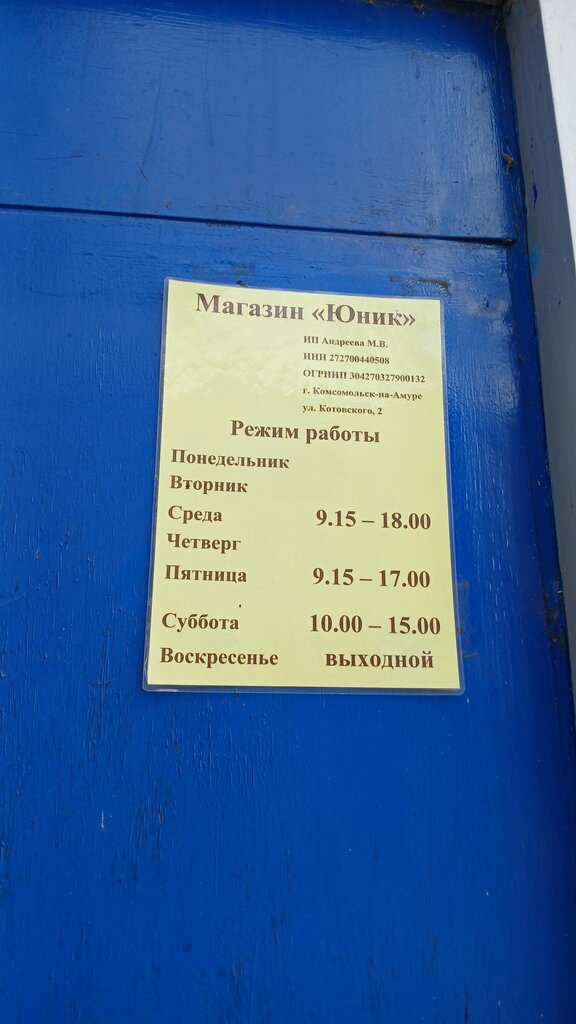 Магазин «Юник»
ИП Андреева М.В.
ИНН 272700440508
ОГРНИП 304270327900132
г. Комсомольск-на-Амуре
ул. Котовского, 2
Режим работы
Понедельник
Вторник
Среда 9.15 – 18.00
Четверг
Пятница 9.15 – 17.00
Суббота 10.00 – 15.00
Воскресенье выходной